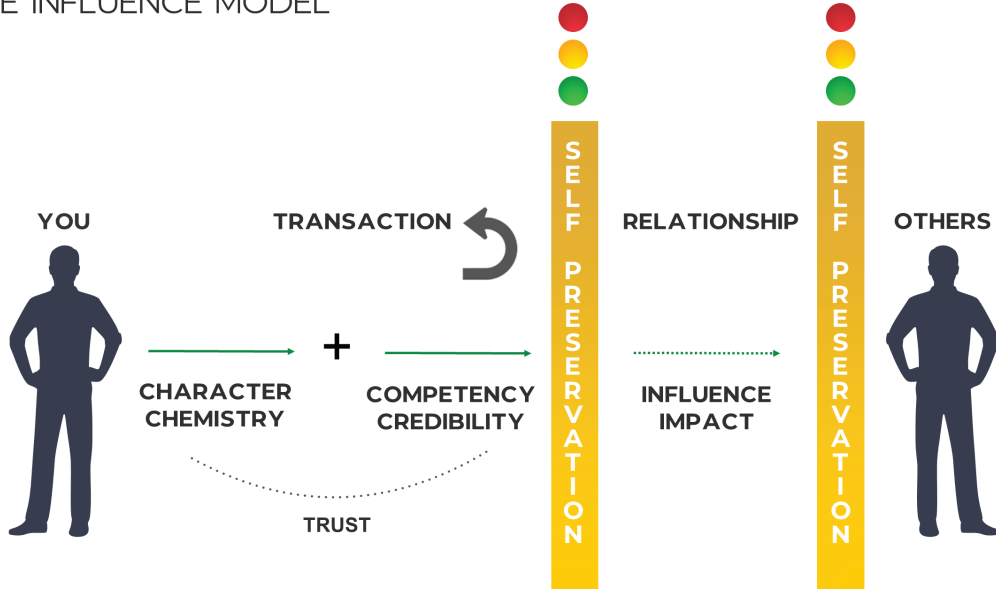 E INFLUENCE MODEL
YOU
TRANSACTION
SELF PRESERVATION
RELATIONSHIP
SELF PRESERVATION
OTHERS
CHARACTER
CHEMISTRY
+
COMPETENCY
CREDIBILITY
INFLUENCE
IMPACT
TRUST